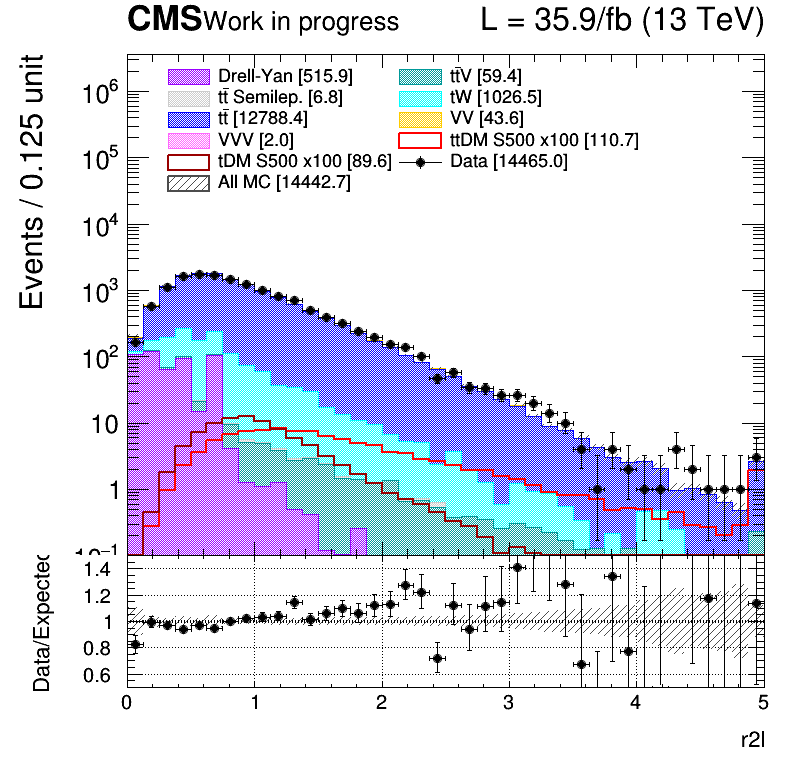 CMS Work in progress L = 35.9/fb (13 TeV)
Events / 0.125 unit
Drell-Yan [515.9] tt̄V [59.4]
tt̄ Semilep. [6.8] tW [1026.5]
tt̄ [12788.4] VV [43.6]
VVV [2.0] ttDM S500 x100 [110.7]
tDM S500 x100 [89.6] Data [14465.0]
All MC [14442.7]
10⁶
10⁵
10⁴
10³
10²
10
1
10⁻¹
Data/Expected
1.4
1.2
1
0.8
0.6
0 1 2 3 4 5
r2l